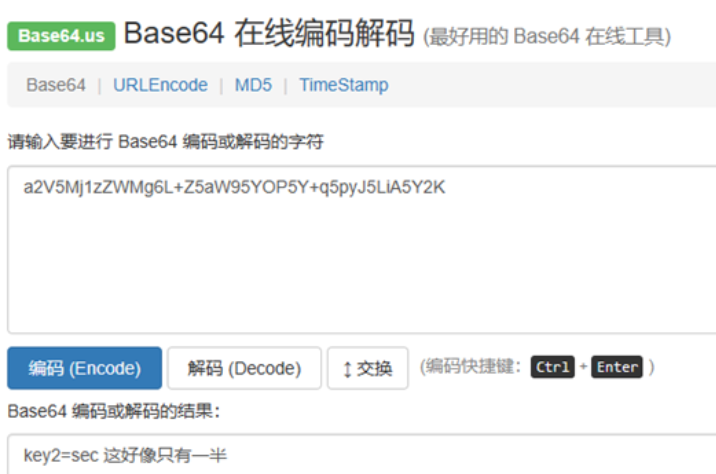 Base64.us Base64 在线编码解码 (最好用的 Base64 在线工具)
Base64 | URLEncode | MD5 | TimeStamp
请输入要进行 Base64 编码或解码的字符
a2V5Mj1zZWMg6L+Z5aW95YOP5Y+q5pyJ5LiA5Y2K
编码 (Encode) 解码 (Decode) ↕ 交换 (编码快捷键: Ctrl + Enter )
Base64 编码或解码的结果:
key2=sec 这好像只有一半